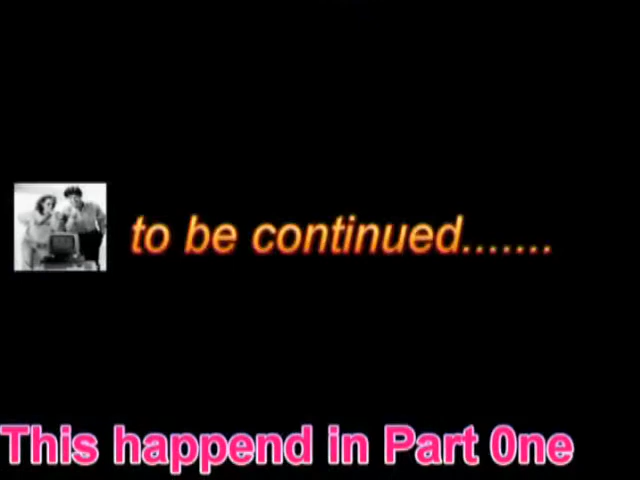 to be continued.......
This happend in Part 0ne